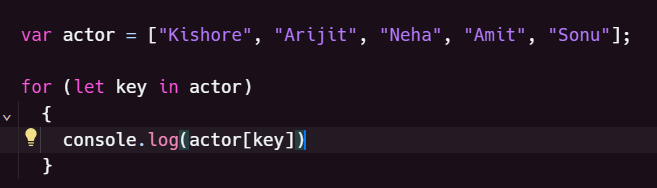 var actor = ["Kishore", "Arijit", "Neha", "Amit", "Sonu"];
for (let key in actor)
{
console.log(actor[key])
}